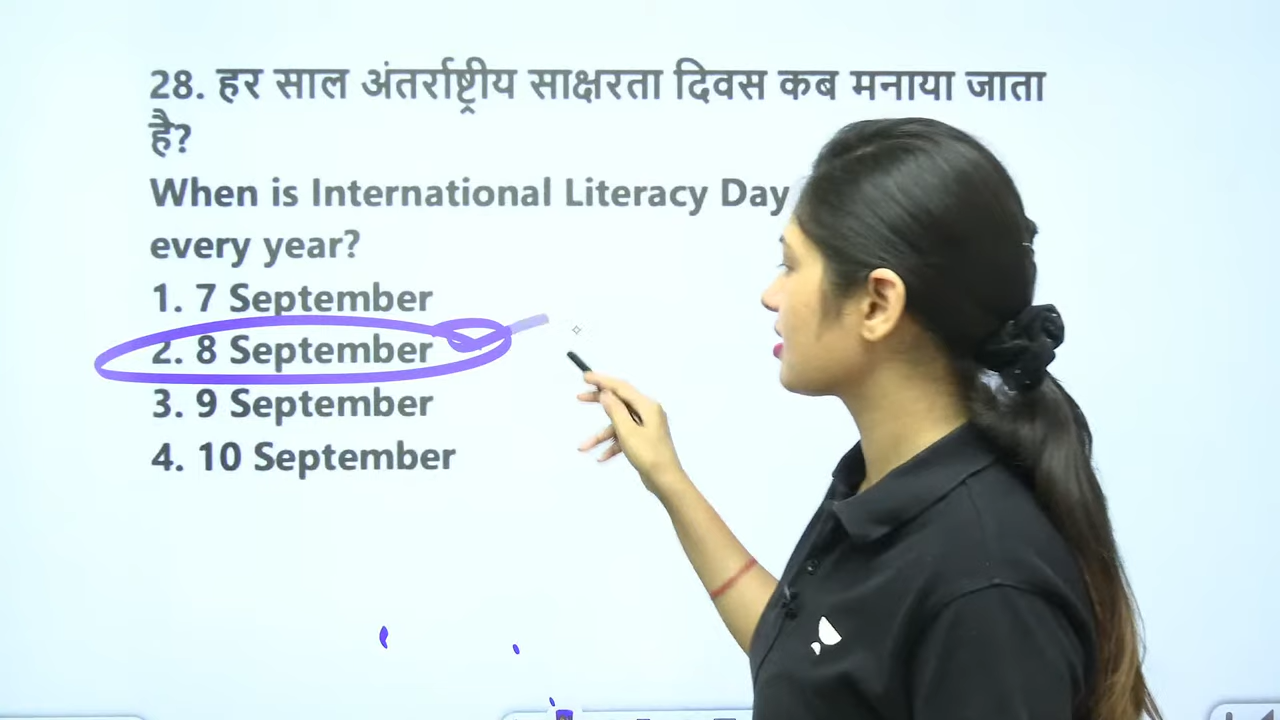 28. हर साल अंतर्राष्ट्रीय साक्षरता दिवस कब मनाया जाता
है?
When is International Literacy Day
every year?
1. 7 September
2. 8 September
3. 9 September
4. 10 September